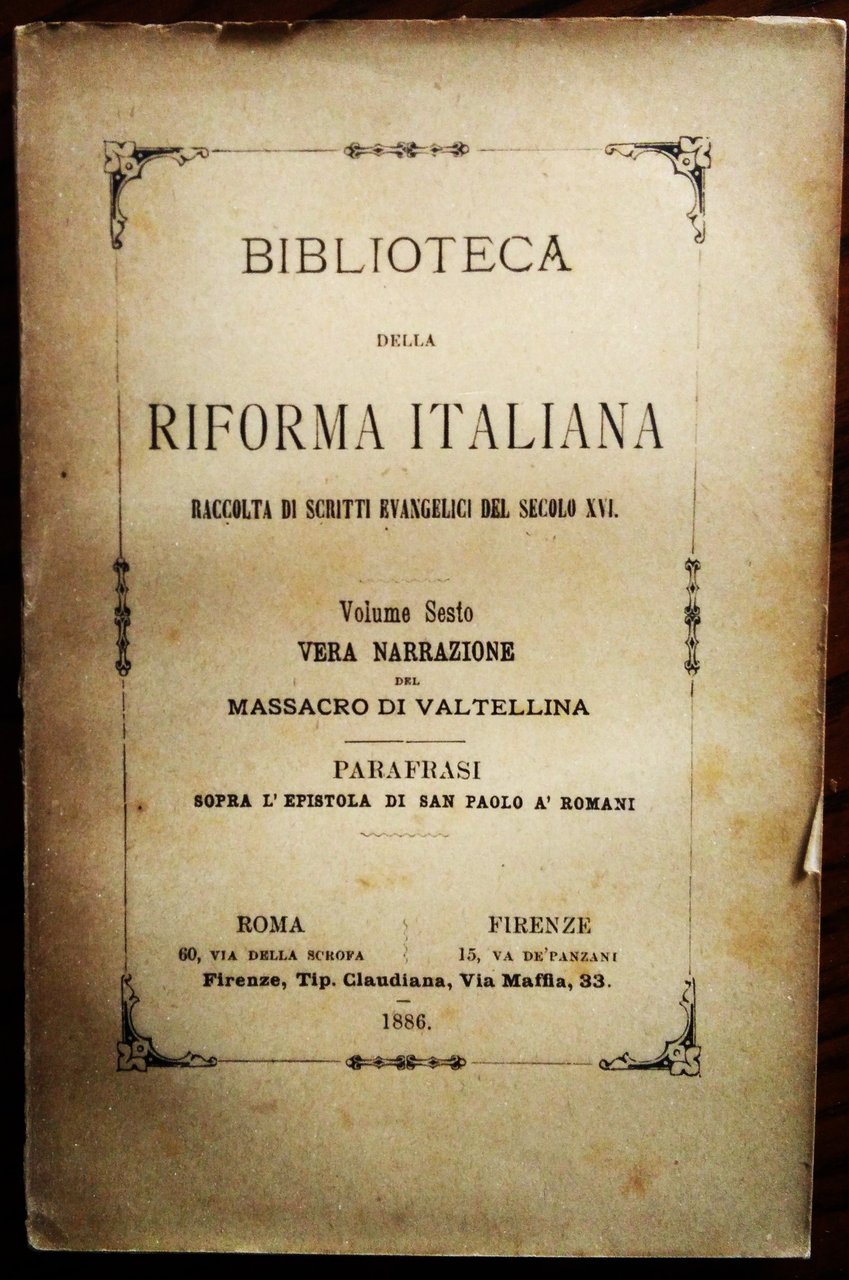 BIBLIOTECA
DELLA
RIFORMA ITALIANA
RACCOLTA DI SCRITTI EVANGELICI DEL SECOLO XVI.
Volume Sesto
VERA NARRAZIONE
DEL
MASSACRO DI VALTELLINA
PARAFRASI
SOPRA L' EPISTOLA DI SAN PAOLO A' ROMANI
ROMA
60, VIA DELLA SCROFA
FIRENZE
15, VA DE'PANZANI
Firenze, Tip. Claudiana, Via Maffia, 33.
1886.